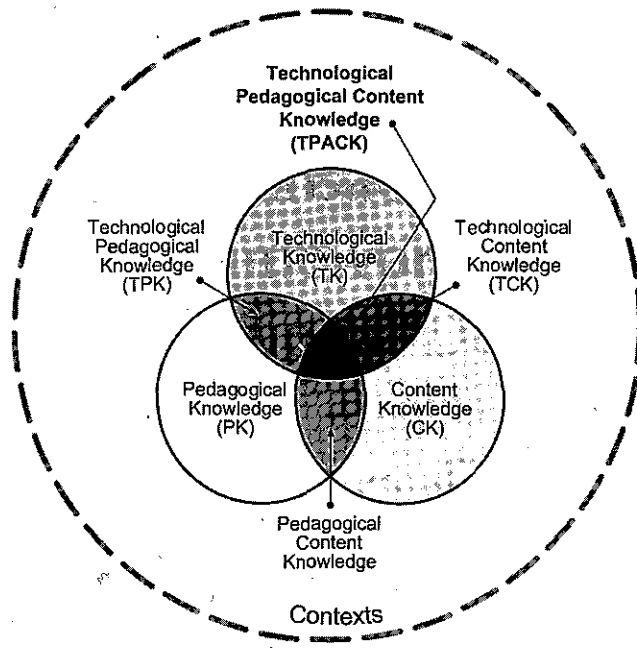 Technological
Pedagogical Content
Knowledge
(TPACK)
Technological
Pedagogical
Knowledge
(TPK)
Technological
Knowledge
(TK)
Technological
Content
Knowledge
(TCK)
Pedagogical
Knowledge
(PK)
Content
Knowledge
(CK)
Pedagogical
Content
Knowledge
Contexts